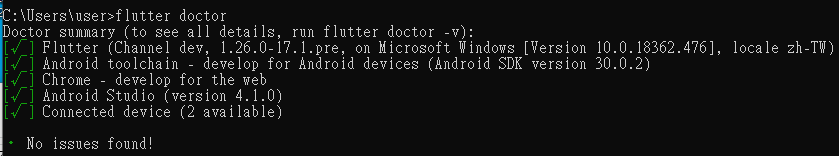 C:\Users\user>flutter doctor
Doctor summary (to see all details, run flutter doctor -v):
[√] Flutter (Channel dev, 1.26.0-17.1.pre, on Microsoft Windows [Version 10.0.18362.476], locale zh-TW)
[√] Android toolchain - develop for Android devices (Android SDK version 30.0.2)
[√] Chrome - develop for the web
[√] Android Studio (version 4.1.0)
[√] Connected device (2 available)
• No issues found!